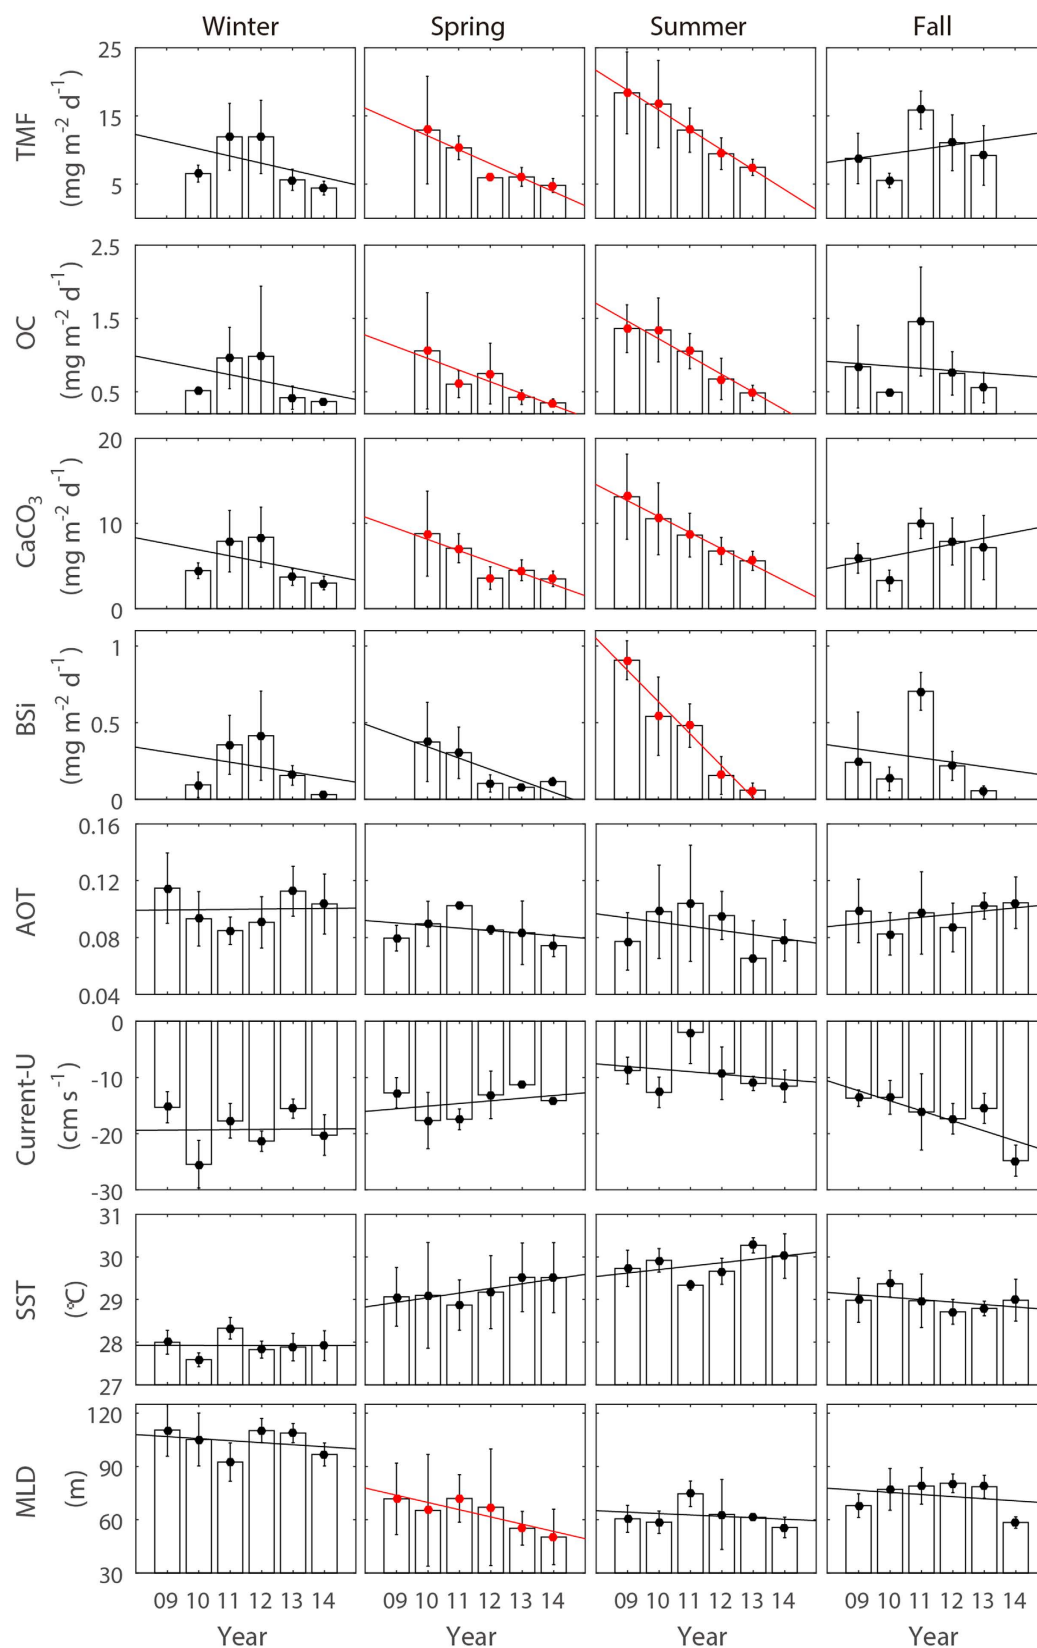 Winter Spring Summer Fall
TMF
(mg m⁻² d⁻¹)
25
15
5
OC
(mg m⁻² d⁻¹)
2.5
1.5
0.5
CaCO₃
(mg m⁻² d⁻¹)
20
10
0
BSi
(mg m⁻² d⁻¹)
1
0.5
0
AOT
0.16
0.12
0.08
0.04
Current-U
(cm s⁻¹)
0
-10
-20
-30
SST
(°C)
31
30
29
28
27
MLD
(m)
120
90
60
30
09 10 11 12 13 14 09 10 11 12 13 14 09 10 11 12 13 14 09 10 11 12 13 14
Year Year Year Year